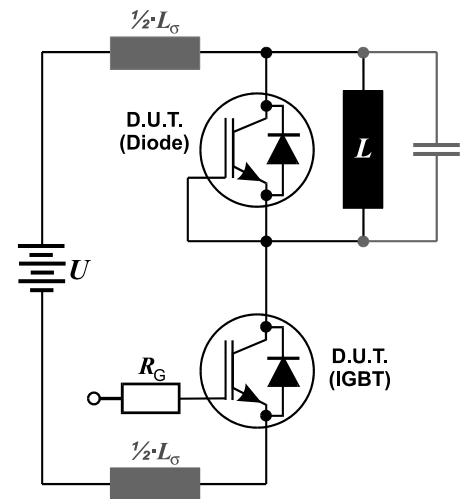 ½·Lσ
D.U.T.
(Diode)
L
U
D.U.T.
(IGBT)
RG
½·Lσ